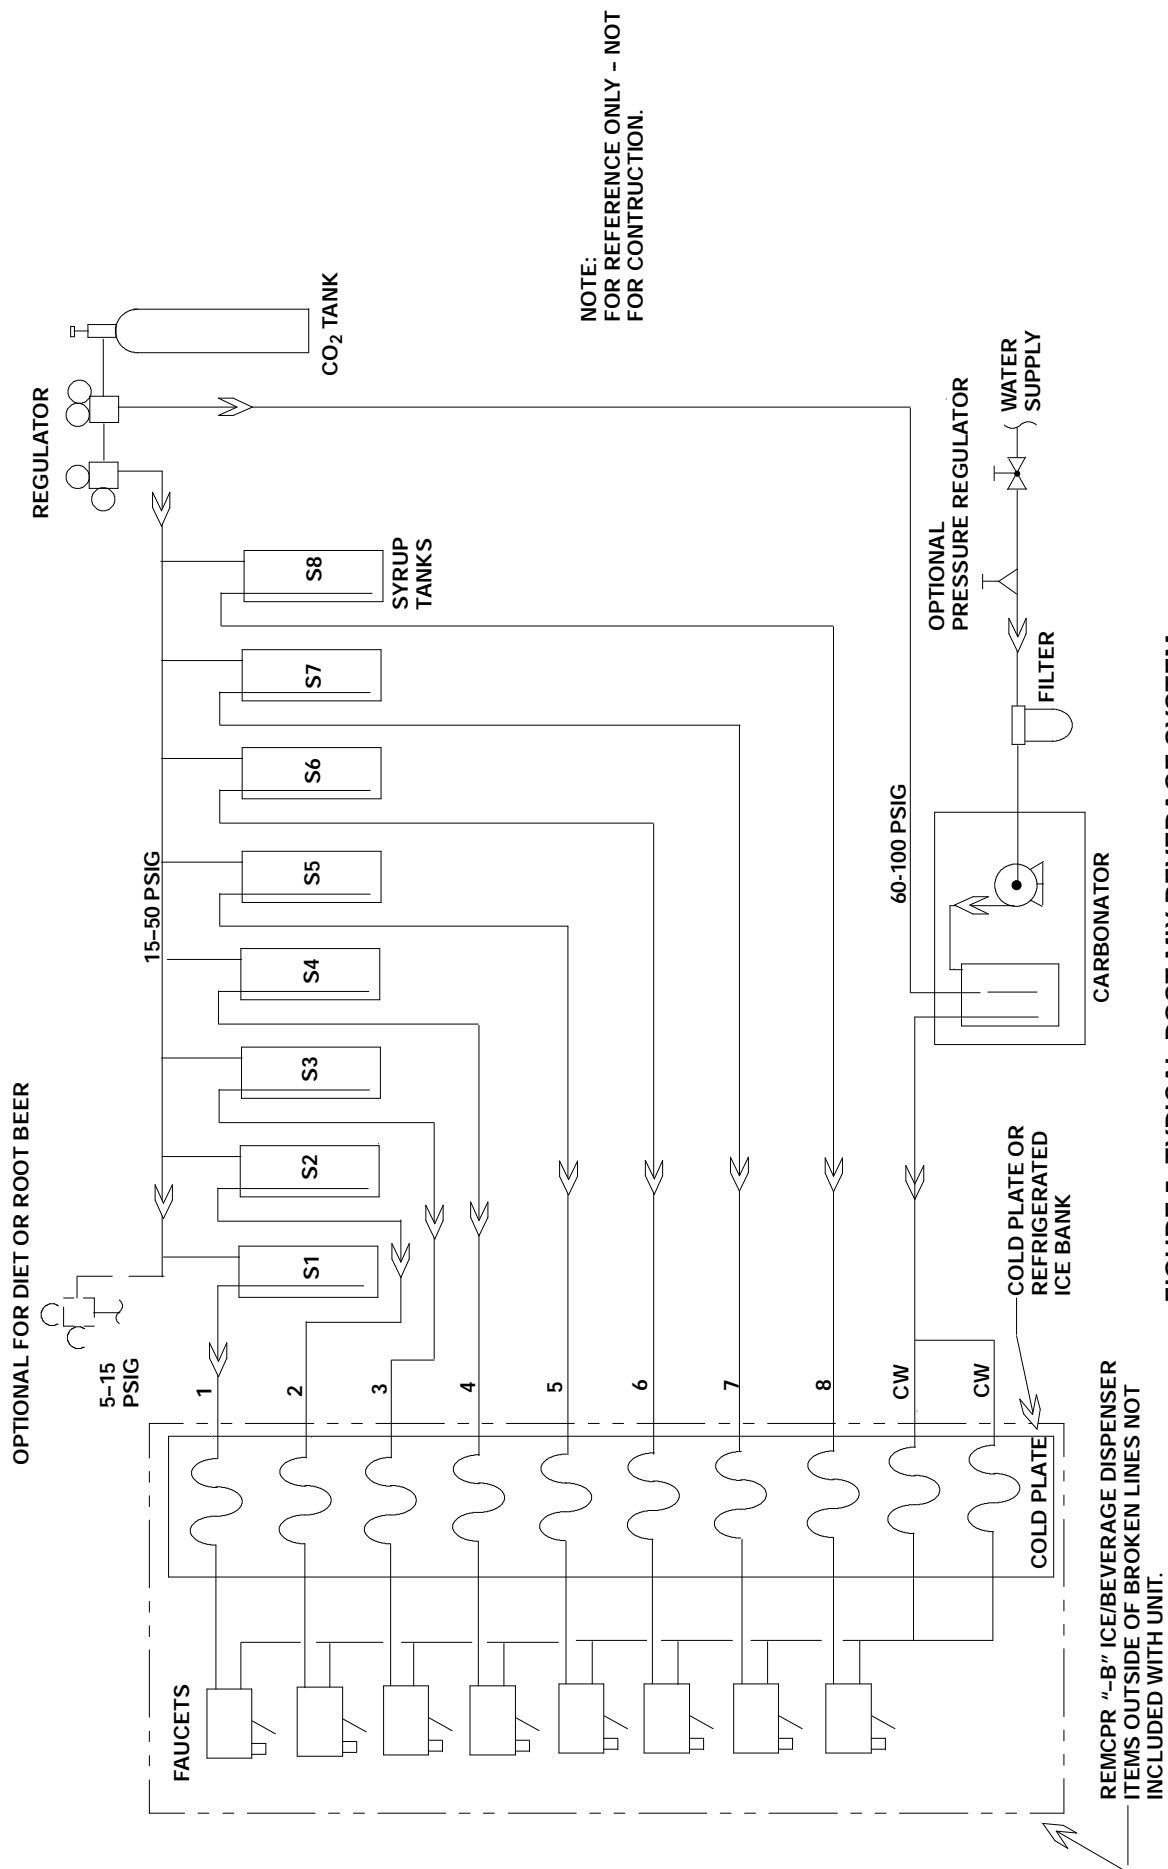 OPTIONAL FOR DIET OR ROOT BEER
REGULATOR
5–15
PSIG
15–50 PSIG
CO2 TANK
FAUCETS
1
2
3
4
5
6
7
8
CW
CW
S1
S2
S3
S4
S5
S6
S7
S8
SYRUP
TANKS
NOTE:
FOR REFERENCE ONLY – NOT
FOR CONTRUCTION.
60-100 PSIG
OPTIONAL
PRESSURE REGULATOR
WATER
SUPPLY
FILTER
CARBONATOR
COLD PLATE
COLD PLATE OR
REFRIGERATED
ICE BANK
REMCPR “–B” ICE/BEVERAGE DISPENSER
ITEMS OUTSIDE OF BROKEN LINES NOT
INCLUDED WITH UNIT.
FIGURE TYPICAL POST-MIX BEVERAGE SYSTEM